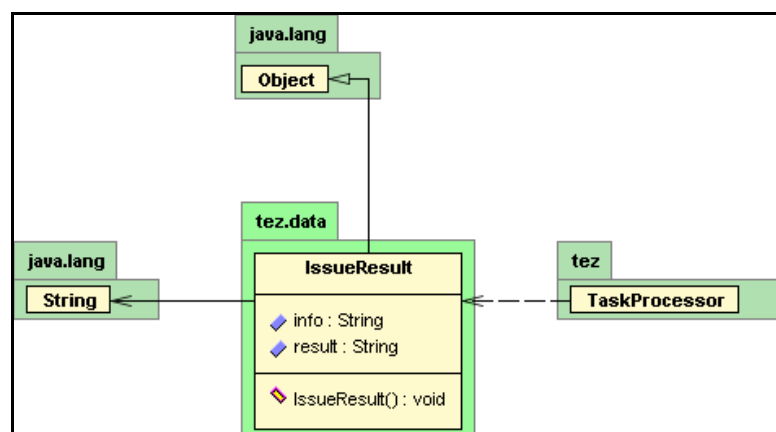 java.lang
Object
tez.data
java.lang
IssueResult
tez
String
TaskProcessor
info : String
result : String
IssueResult() : void